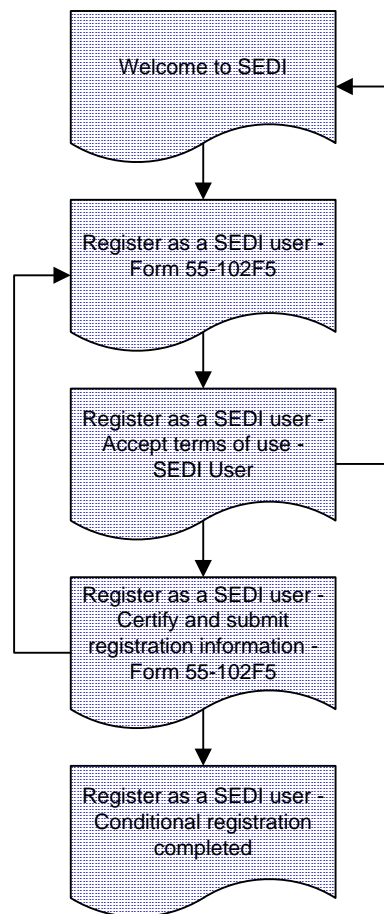 Welcome to SEDI
Register as a SEDI user -
Form 55-102F5
Register as a SEDI user -
Accept terms of use -
SEDI User
Register as a SEDI user -
Certify and submit
registration information -
Form 55-102F5
Register as a SEDI user -
Conditional registration
completed